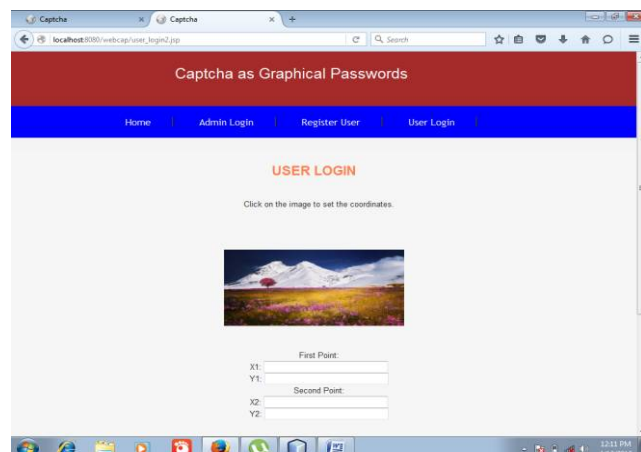 Captcha
Captcha
localhost:8080/webcap/user_login2.jsp
Search
Captcha as Graphical Passwords
Home
Admin Login
Register User
User Login
USER LOGIN
Click on the image to set the coordinates.
First Point:
X1:
Y1:
Second Point:
X2:
Y2:
12:11 PM